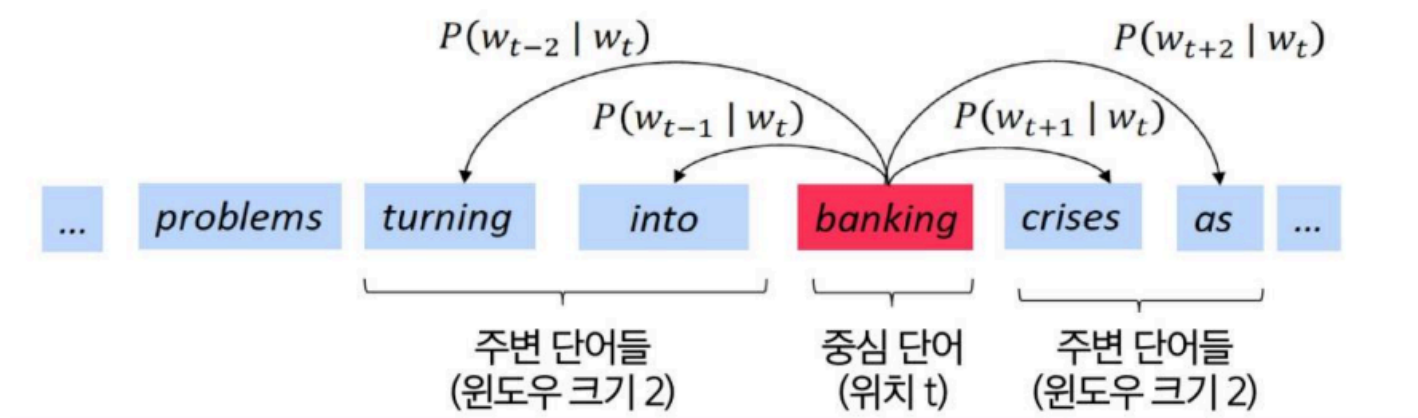 P(w_{t−2} | w_t) P(w_{t+2} | w_t)
P(w_{t−1} | w_t) P(w_{t+1} | w_t)
... problems turning into banking crises as ...
주변 단어들 중심 단어 주변 단어들
(윈도우 크기 2) (위치 t) (윈도우 크기 2)